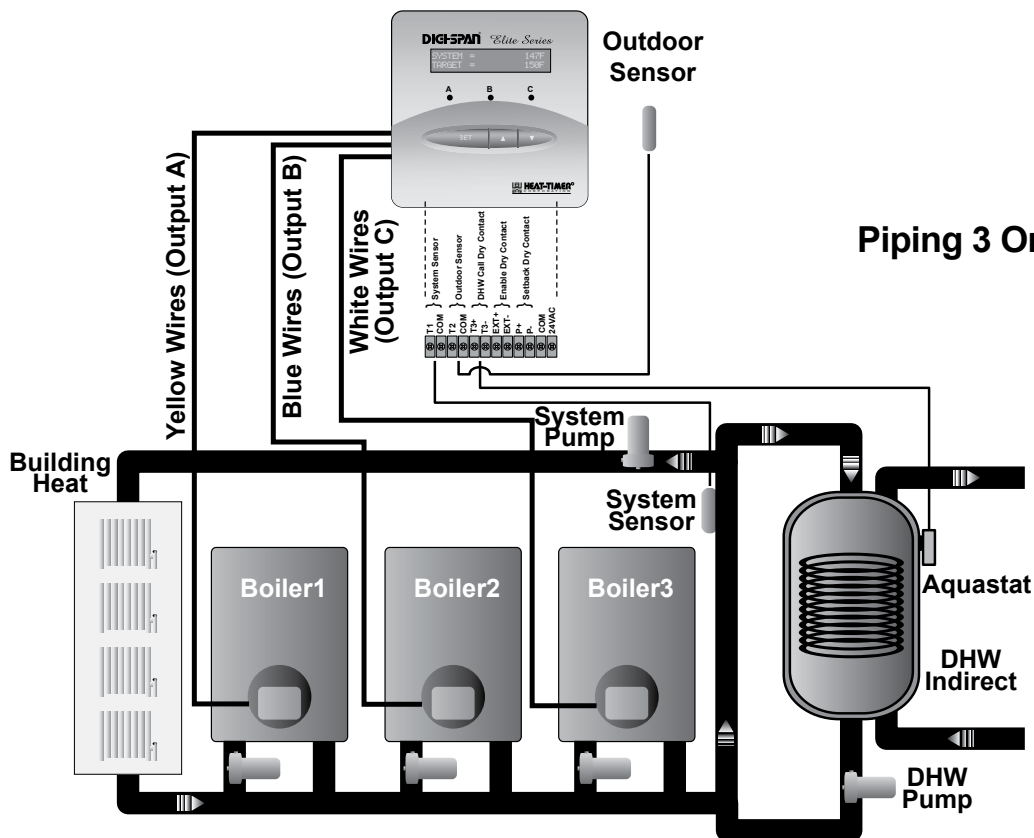 DIGI-SPAN® Elite Series
SYSTEM = 147F
TARGET = 150F
A B C
SET
HEAT-TIMER®
CORPORATION
Outdoor
Sensor
Yellow Wires (Output A)
Blue Wires (Output B)
White Wires
(Output C)
System Sensor
Outdoor Sensor
DHW Call Dry Contact
Enable Dry Contact
Setback Dry Contact
T1
COM
T2
COM
T3+
T3-
EXT+
EXT-
P+
P-
COM
24VAC
Piping 3 On
System
Pump
Building
Heat
System
Sensor
Boiler1
Boiler2
Boiler3
Aquastat
DHW
Indirect
DHW
Pump